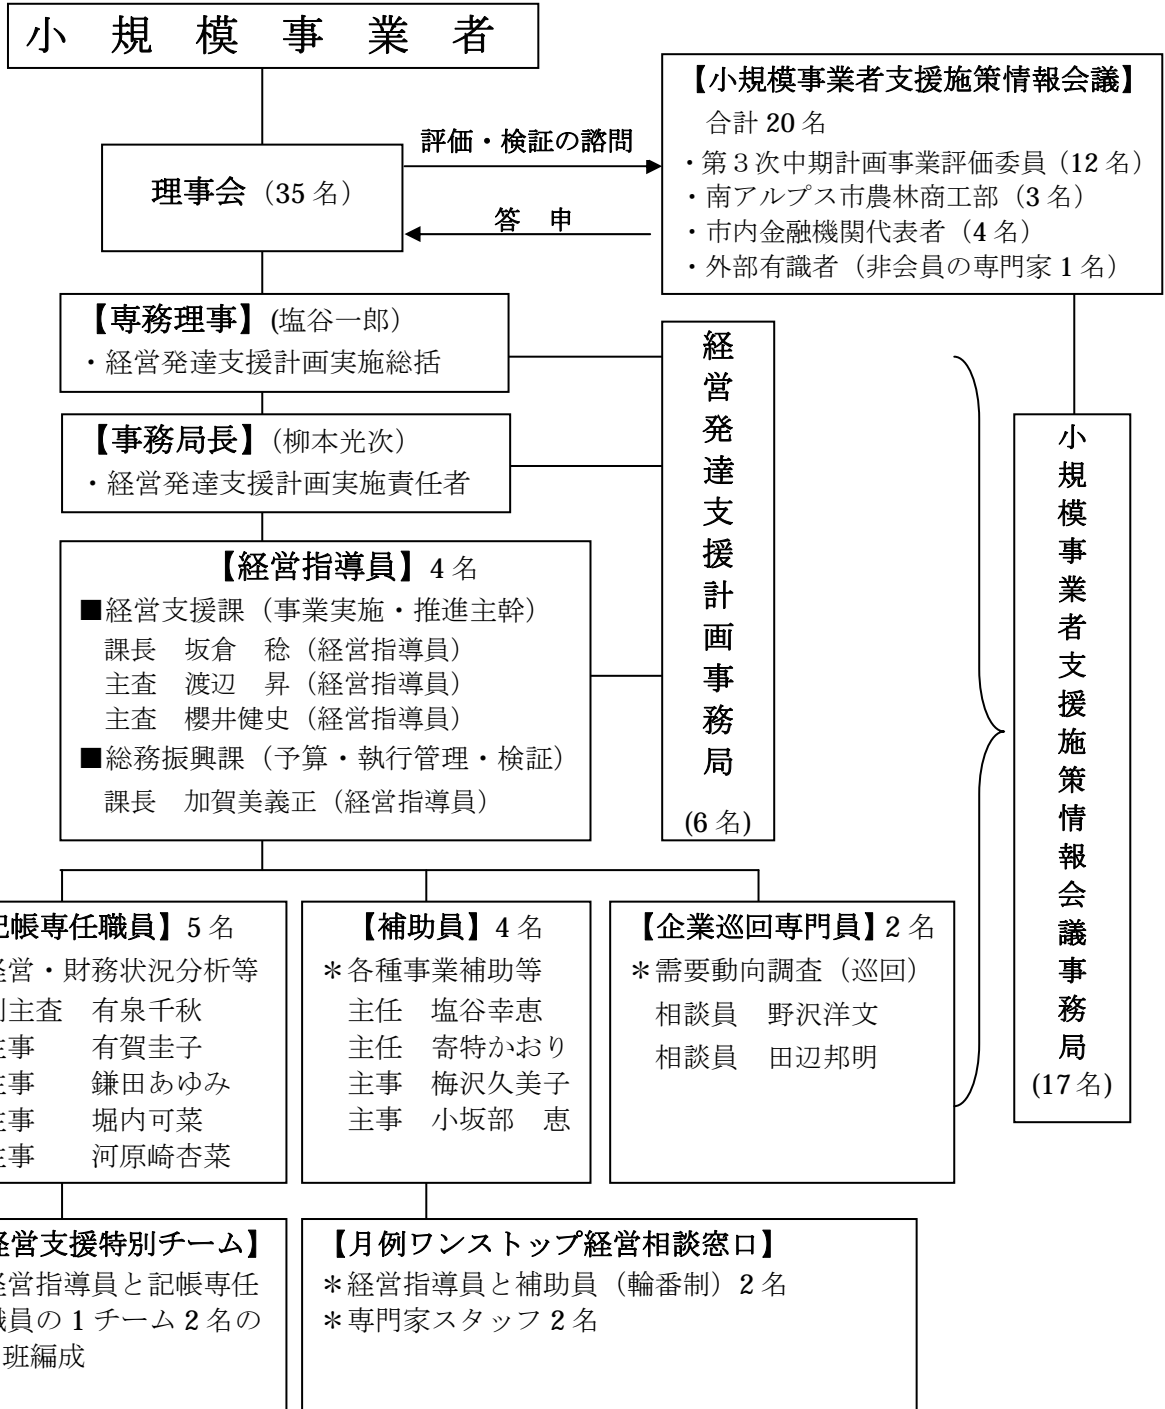 小規模事業者
【小規模事業者支援施策情報会議】
合計20名
・第3次中期計画事業評価委員（12名）
・南アルプス市農林商工部（3名）
・市内金融機関代表者（4名）
・外部有識者（非会員の専門家1名）
評価・検証の諮問
理事会（35名）
答 申
【専務理事】(塩谷一郎）
・経営発達支援計画実施総括
【事務局長】（柳本光次）
・経営発達支援計画実施責任者
【経営指導員】4名
■経営支援課（事業実施・推進主幹）
課長 坂倉 稔（経営指導員）
主査 渡辺 昇（経営指導員）
主査 櫻井健史（経営指導員）
■総務振興課（予算・執行管理・検証）
課長 加賀美義正（経営指導員）
経営発達支援計画事務局
(6名)
小規模事業者支援施策情報会議事務局
(17名)
帳専任職員】5名
営・財務状況分析等
主査 有泉千秋
事 有賀圭子
事 鎌田あゆみ
事 堀内可菜
事 河原崎杏菜
【補助員】4名
＊各種事業補助等
主任 塩谷幸恵
主任 寄特かおり
主事 梅沢久美子
主事 小坂部 恵
【企業巡回専門員】2名
＊需要動向調査（巡回）
相談員 野沢洋文
相談員 田辺邦明
営支援特別チーム】
営指導員と記帳専任
員の1チーム2名の
班編成
【月例ワンストップ経営相談窓口】
＊経営指導員と補助員（輪番制）2名
＊専門家スタッフ2名